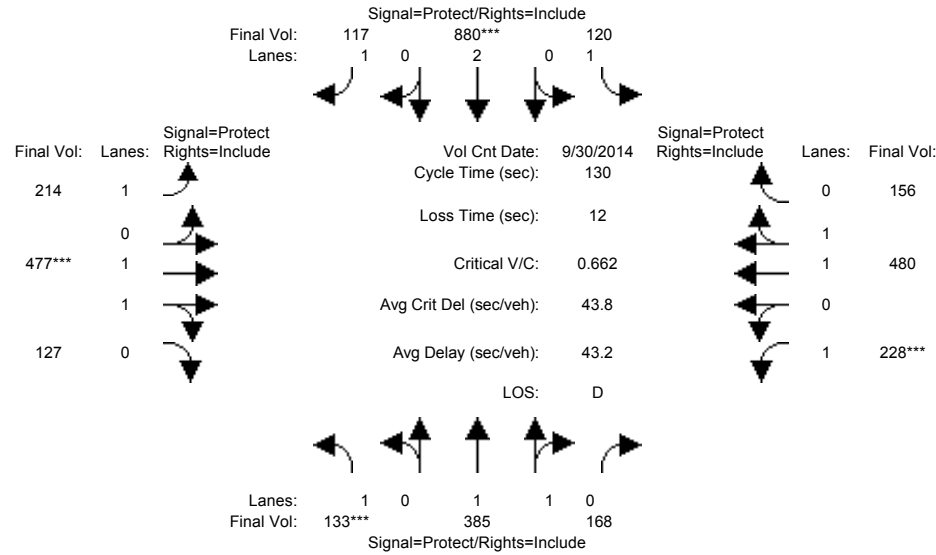 Signal=Protect/Rights=Include
Final Vol: 117 880*** 120
Lanes: 1 0 2 0 1
Signal=Protect Signal=Protect
Final Vol: Lanes: Rights=Include Vol Cnt Date: 9/30/2014 Rights=Include Lanes: Final Vol:
Cycle Time (sec): 130
214 1 0 156
Loss Time (sec): 12
0 1
477*** 1 Critical V/C: 0.662 1 480
1 Avg Crit Del (sec/veh): 43.8 0
127 0 Avg Delay (sec/veh): 43.2 1 228***
LOS: D
Lanes: 1 0 1 1 0
Final Vol: 133*** 385 168
Signal=Protect/Rights=Include